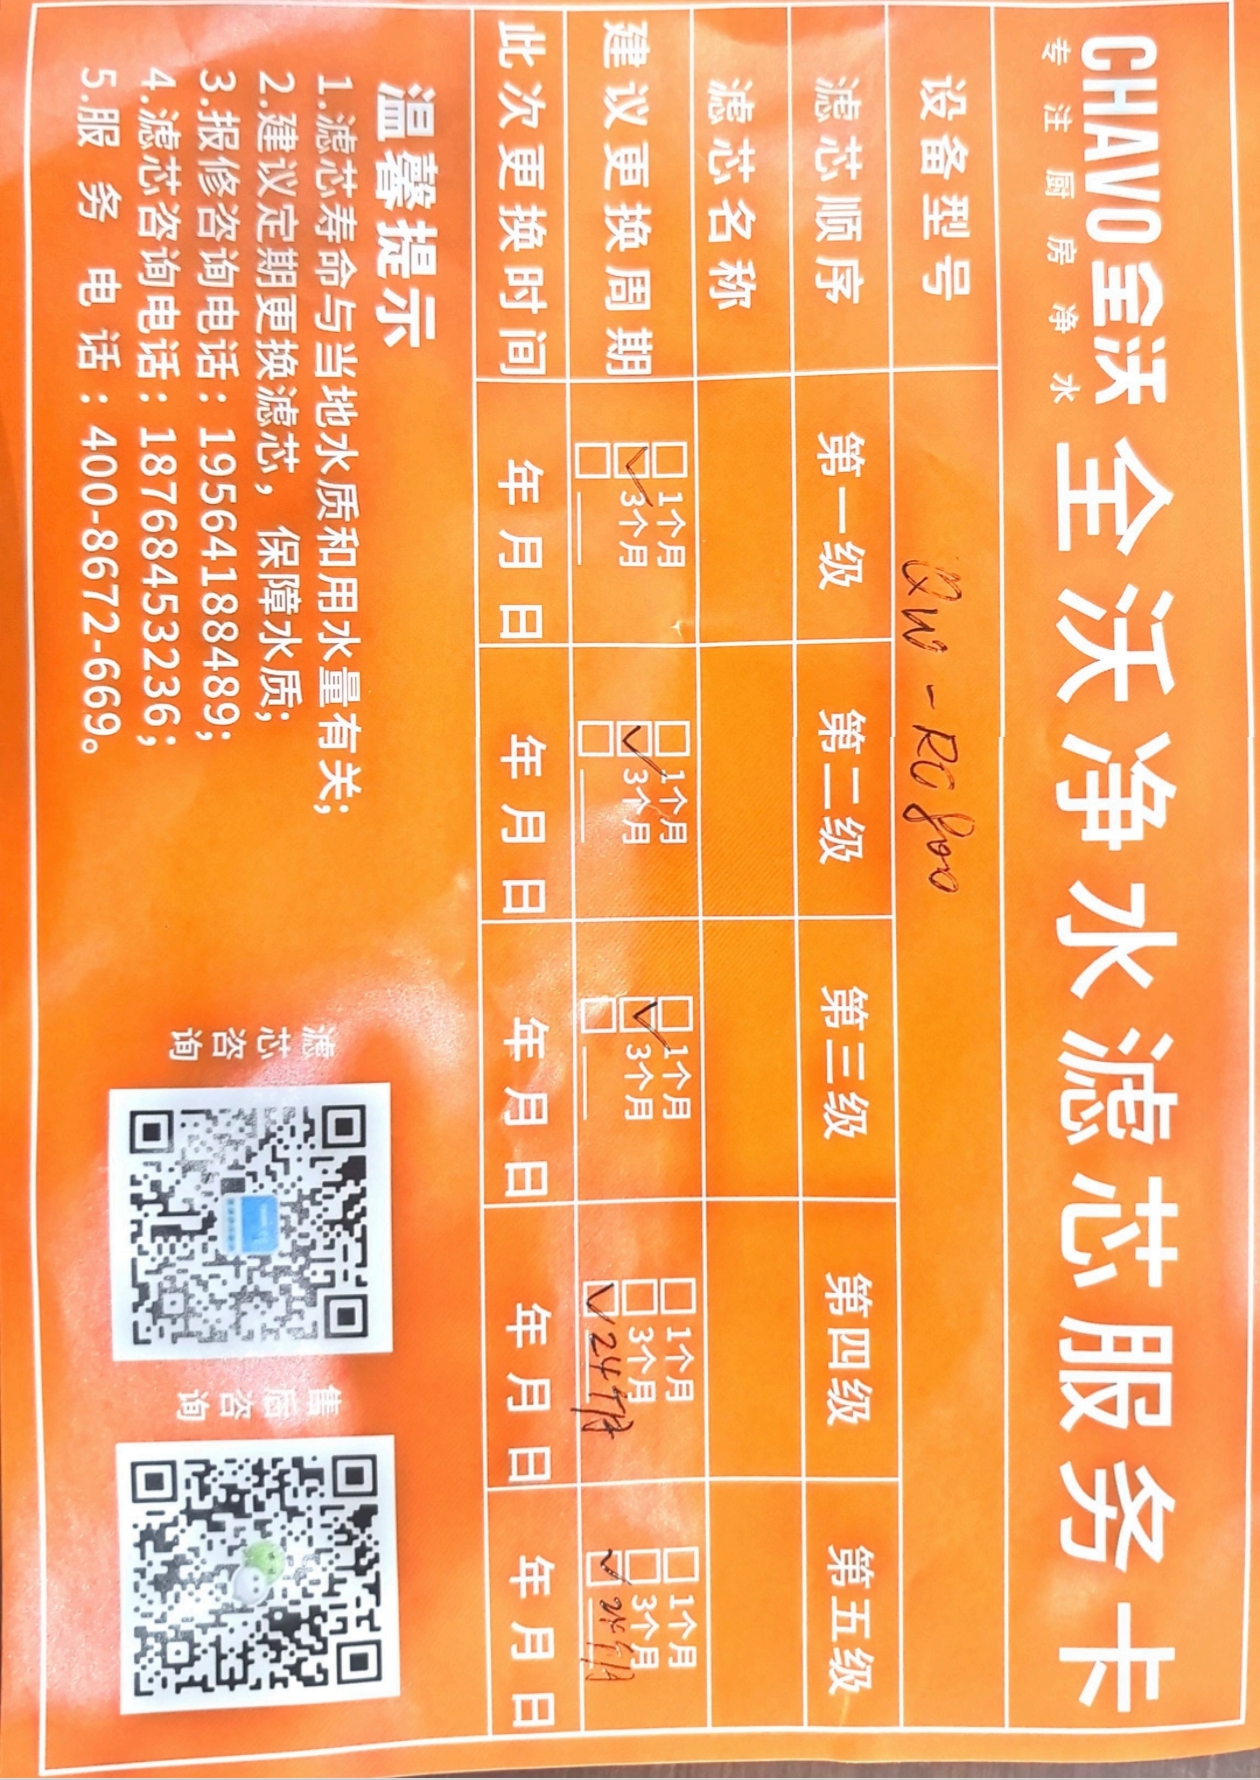 CHAVO全沃 全沃净水滤芯服务卡
专注厨房净水
设备型号 QW-RO800
滤芯顺序 第一级 第二级 第三级 第四级 第五级
滤芯名称
建议更换周期 1个月 1个月 1个月 1个月 1个月
3个月 3个月 3个月 3个月 3个月
24个月 24个月
此次更换时间 年月日 年月日 年月日 年月日 年月日
温馨提示
1.滤芯寿命与当地水质和用水量有关;
2.建议定期更换滤芯，保障水质;
3.报修咨询电话：19564188489;
4.滤芯咨询电话：18768453236;
5.服务电话：400-8672-669。
滤芯咨询
售后咨询